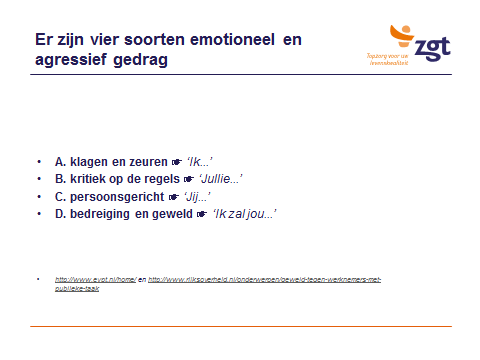 Er zijn vier soorten emotioneel en
agressief gedrag
zgt
Topzorg voor uw
levenskwaliteit
• A. klagen en zeuren ☛ ‘Ik...’
• B. kritiek op de regels ☛ ‘Jullie...’
• C. persoonsgericht ☛ ‘Jij...’
• D. bedreiging en geweld ☛ ‘Ik zal jou...’
• http://www.evpt.nl/home/ en http://www.rijksoverheid.nl/onderwerpen/geweld-tegen-werknemers-met-
publieke-taak